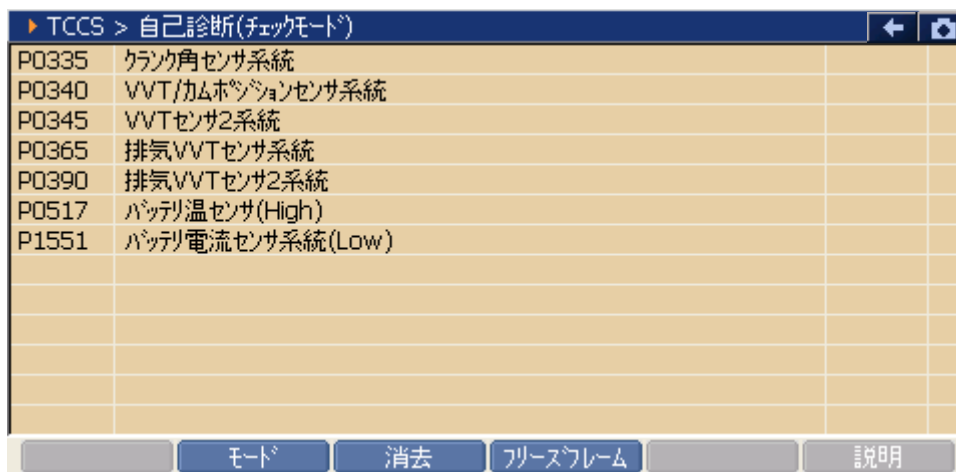 TCCS > 自己診断(ﾁｪｯｸﾓｰﾄﾞ)
P0335 ｸﾗﾝｸ角ｾﾝｻ系統
P0340 VVT/ｶﾑﾎﾟｼﾞｼｮﾝｾﾝｻ系統
P0345 VVTｾﾝｻ2系統
P0365 排気VVTｾﾝｻ系統
P0390 排気VVTｾﾝｻ2系統
P0517 ﾊﾞｯﾃﾘ温ｾﾝｻ(High)
P1551 ﾊﾞｯﾃﾘ電流ｾﾝｻ系統(Low)
ﾓｰﾄﾞ 消去 ﾌﾘｰｽﾞﾌﾚｰﾑ 説明